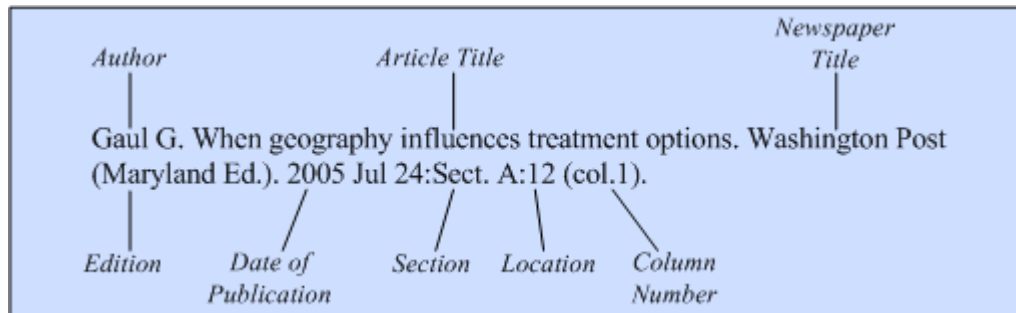 Newspaper
Author Article Title Title
Gaul G. When geography influences treatment options. Washington Post
(Maryland Ed.). 2005 Jul 24:Sect. A:12 (col.1).
Edition Date of Section Location Column
Publication Number